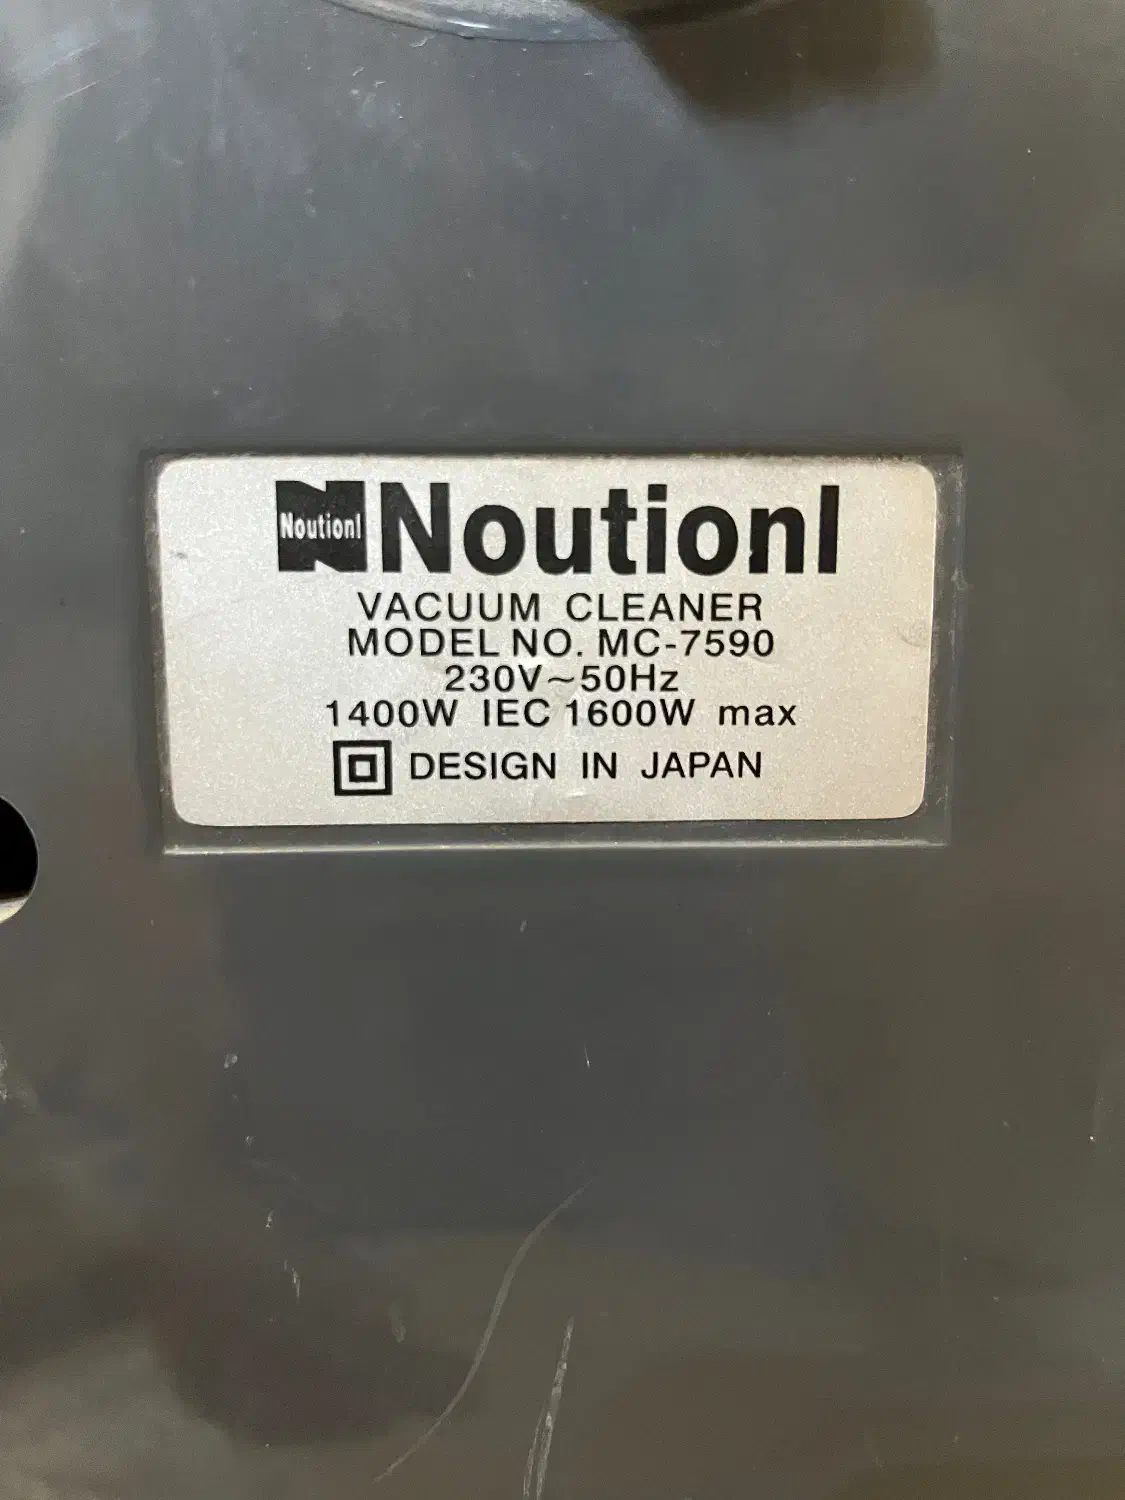 Noutionl Noutionl
VACUUM CLEANER
MODEL NO. MC-7590
230V~50Hz
1400W IEC 1600W max
DESIGN IN JAPAN